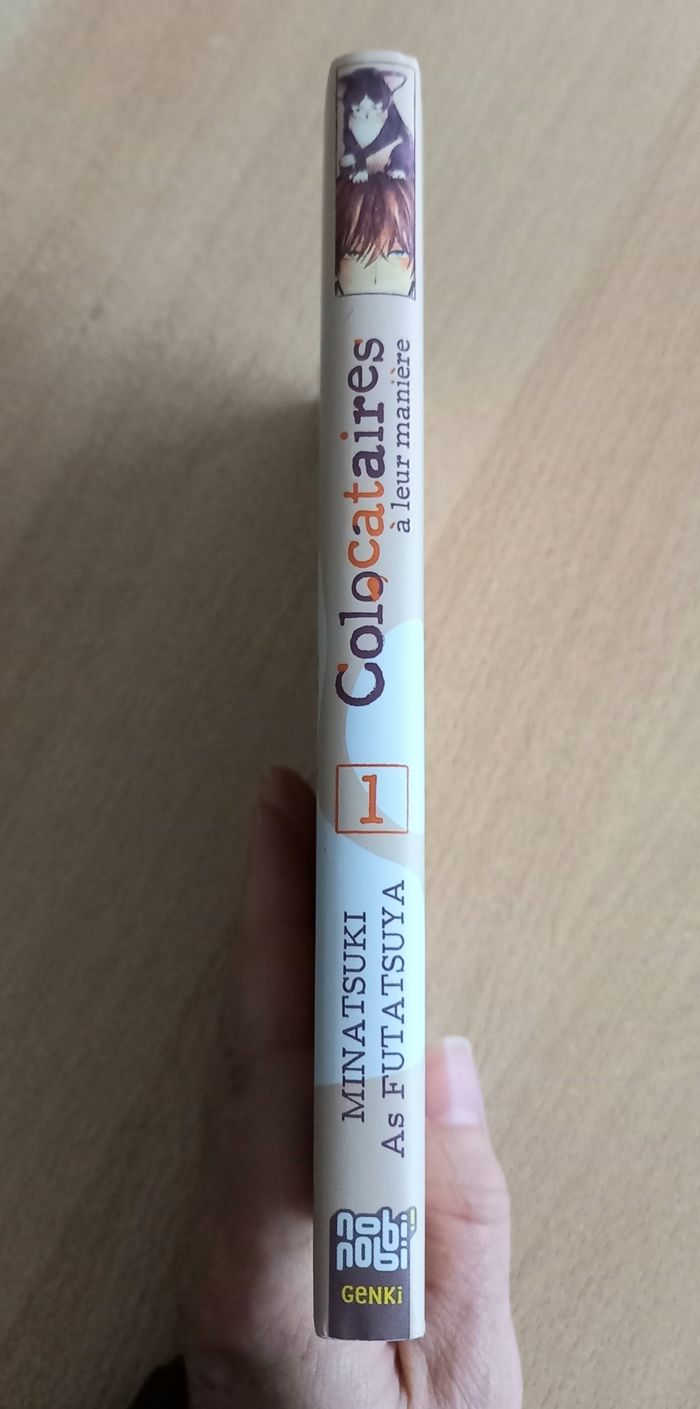 Colocataires
à leur manière
1
MINATSUKI
As FUTATSUYA
nobi
nobi!
GENKi